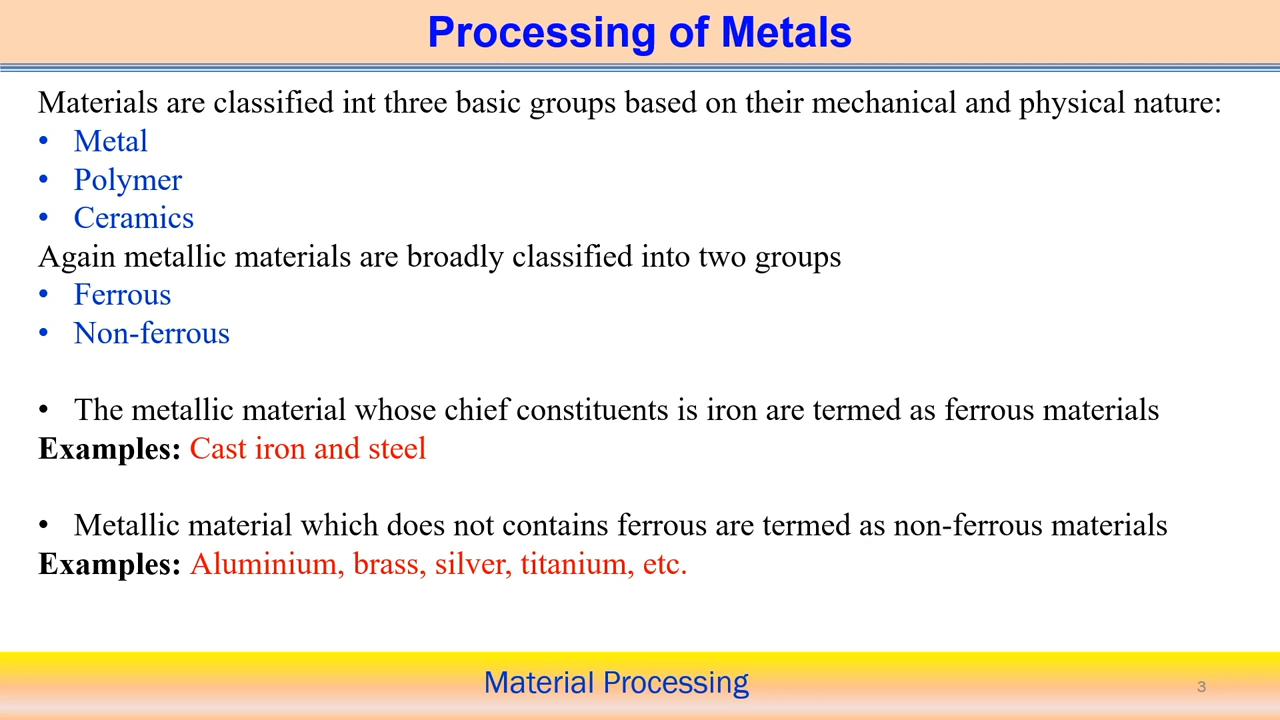 Processing of Metals
Materials are classified int three basic groups based on their mechanical and physical nature:
• Metal
• Polymer
• Ceramics
Again metallic materials are broadly classified into two groups
• Ferrous
• Non-ferrous
• The metallic material whose chief constituents is iron are termed as ferrous materials
Examples: Cast iron and steel
• Metallic material which does not contains ferrous are termed as non-ferrous materials
Examples: Aluminium, brass, silver, titanium, etc.
Material Processing
3